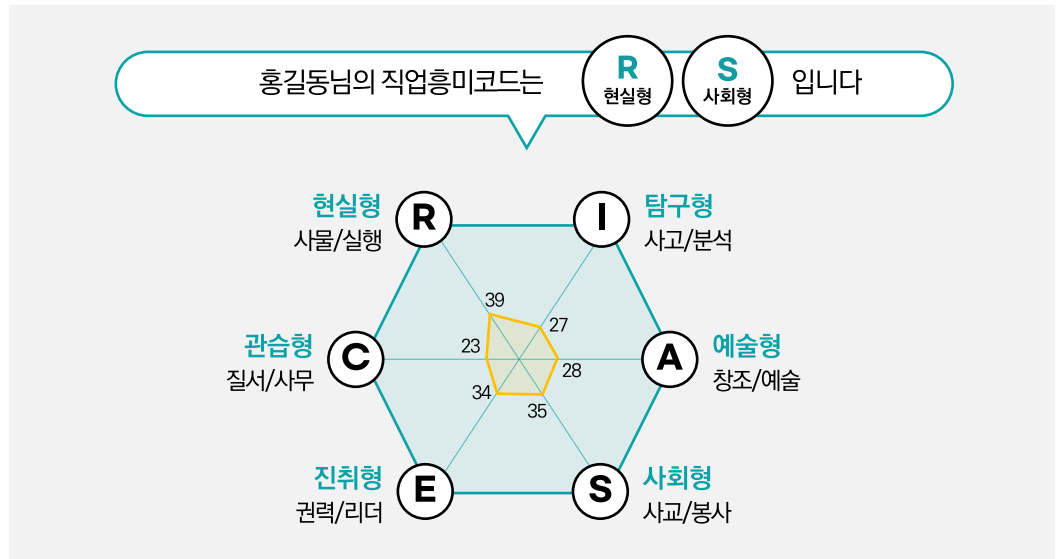 홍길동님의 직업흥미코드는 R 현실형 S 사회형 입니다
현실형
사물/실행
R
I
탐구형
사고/분석
39
27
관습형
질서/사무
C
23
28
A
예술형
창조/예술
34
35
진취형
권력/리더
E
S
사회형
사교/봉사